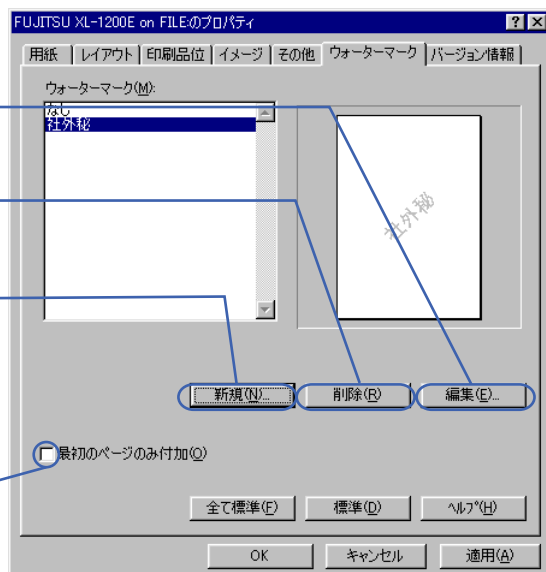 FUJITSU XL-1200E on FILE:のプロパティ
用紙 レイアウト 印刷品位 イメージ その他 ウォーターマーク バージョン情報
ウォーターマーク(M):
なし
社外秘
社外秘
新規(N)... 削除(R) 編集(E)...
最初のページのみ付加(O)
全て標準(F) 標準(D) ヘルプ(H)
OK キャンセル 適用(A)